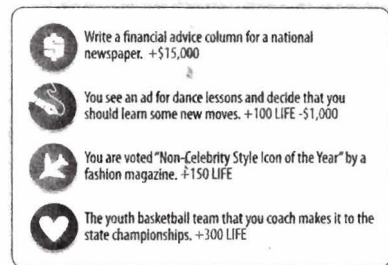 Write a financial advice column for a national
newspaper. +$15,000
You see an ad for dance lessons and decide that you
should learn some new moves. +100 LIFE -$1,000
You are voted "Non-Celebrity Style Icon of the Year" by a
fashion magazine. +150 LIFE
The youth basketball team that you coach makes it to the
state championships. +300 LIFE